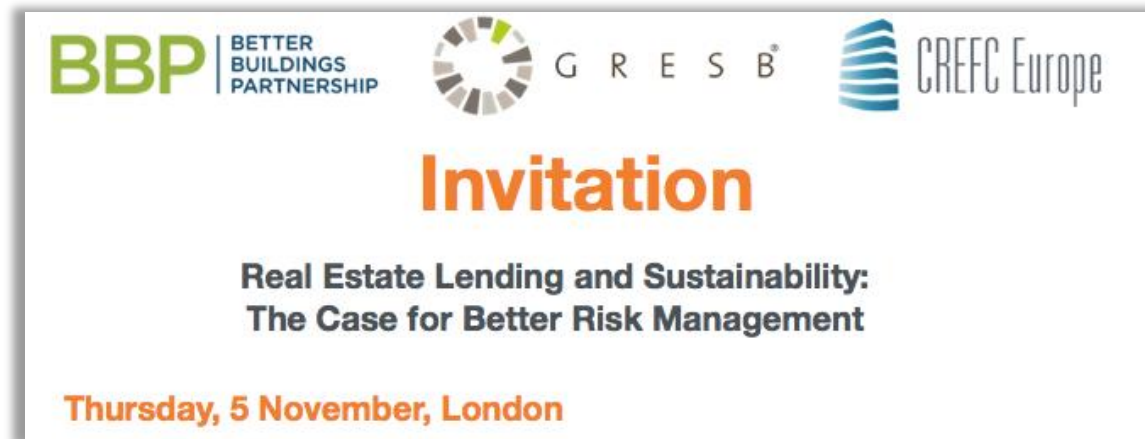 BBP BETTER
BUILDINGS
PARTNERSHIP
G R E S B®
CREFC Europe
Invitation
Real Estate Lending and Sustainability:
The Case for Better Risk Management
Thursday, 5 November, London